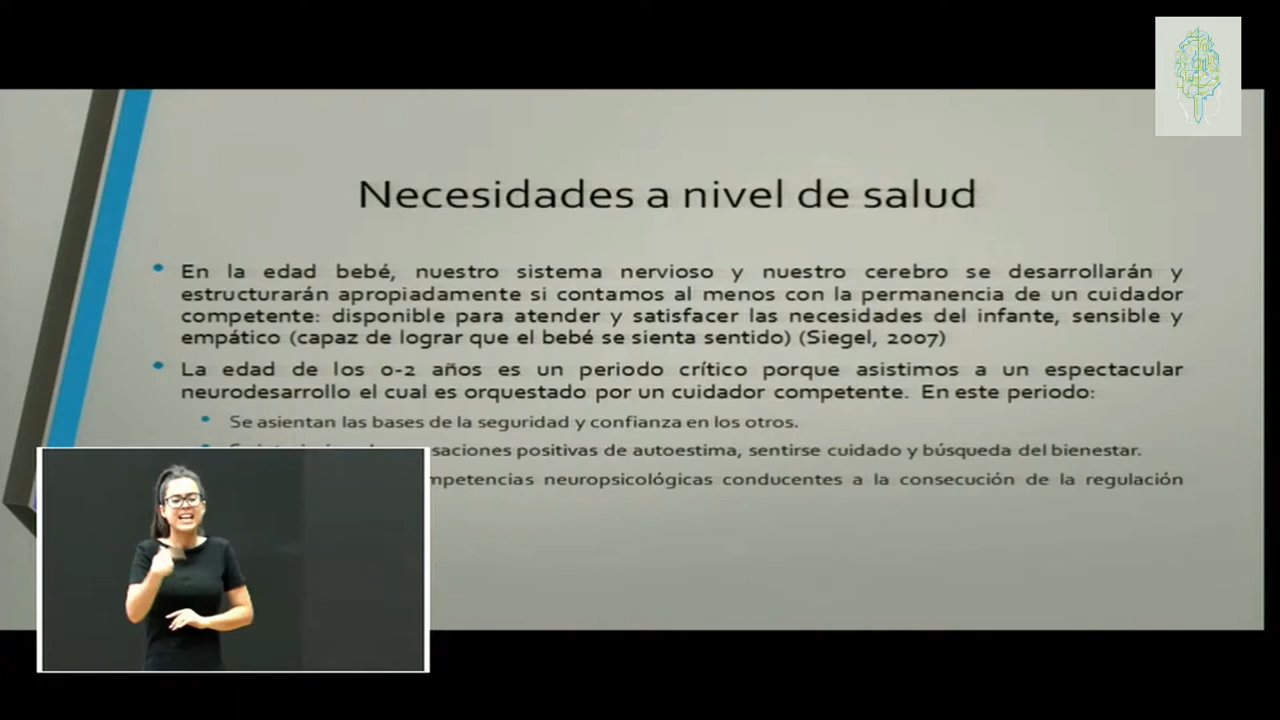 Necesidades a nivel de salud
En la edad bebé, nuestro sistema nervioso y nuestro cerebro se desarrollarán y
estructurarán apropiadamente si contamos al menos con la permanencia de un cuidador
competente: disponible para atender y satisfacer las necesidades del infante, sensible y
empático (capaz de lograr que el bebé se sienta sentido) (Siegel, 2007)
La edad de los 0-2 años es un periodo crítico porque asistimos a un espectacular
neurodesarrollo el cual es orquestado por un cuidador competente. En este periodo:
Se asientan las bases de la seguridad y confianza en los otros.
positivas de autoestima, sentirse cuidado y búsqueda del bienestar.
neuropsicológicas conducentes a la consecución de la regulación